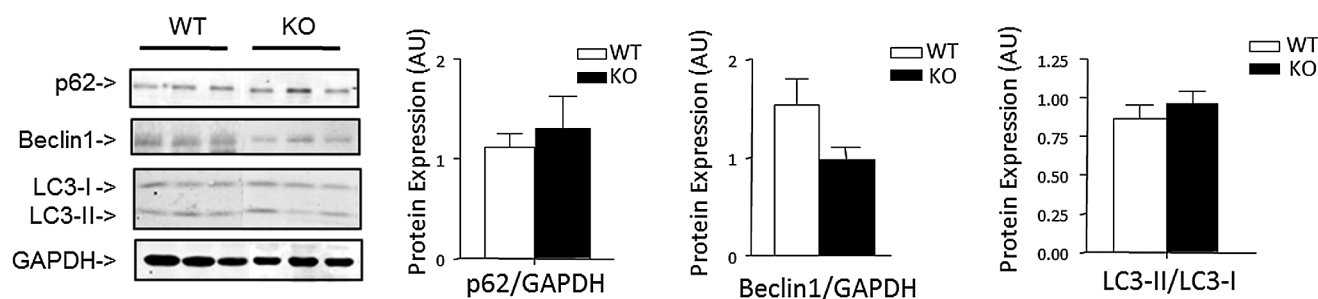 WT KO
p62->
Beclin1->
LC3-I ->
LC3-II->
GAPDH->
Protein Expression (AU)
2
1
0
WT
KO
p62/GAPDH
Protein Expression (AU)
2
1
0
WT
KO
Beclin1/GAPDH
Protein Expression (AU)
1.25
1.00
0.75
0.50
0.25
0.00
WT
KO
LC3-II/LC3-I